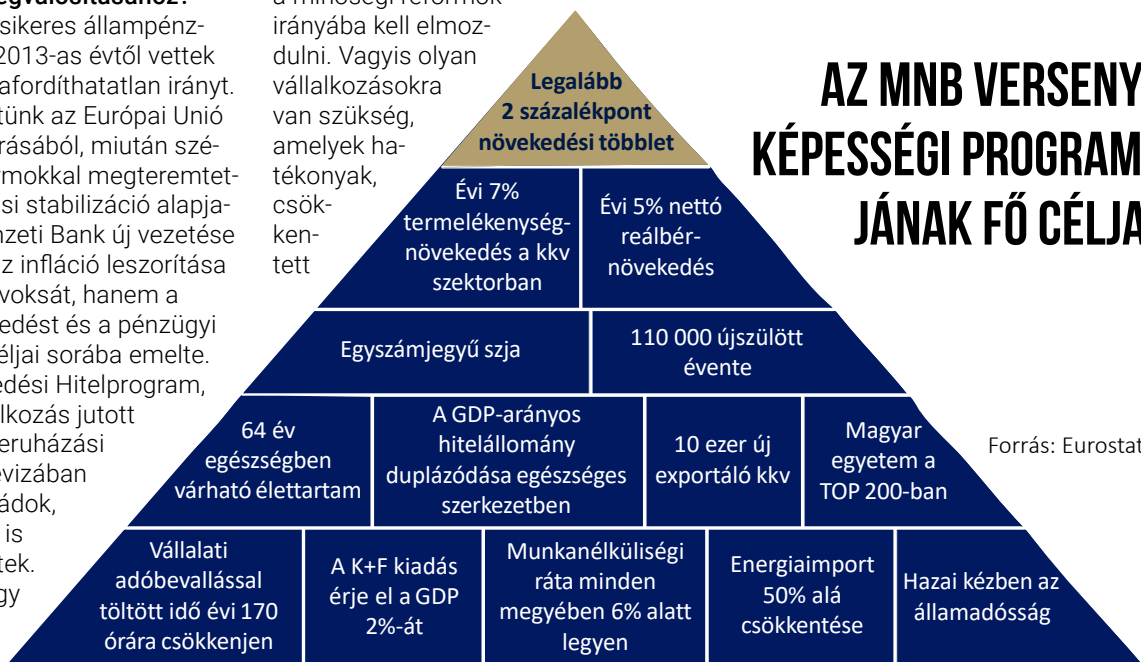 egvalósításához?
sikeres állampénz-
2013-as évtől vettek
afordíthatatlan irányt.
tünk az Európai Unió
rásából, miután szé-
rmokkal megteremtet-
si stabilizáció alapja-
nzeti Bank új vezetése
z infláció leszorítása
voksát, hanem a
edést és a pénzügyi
éljai sorába emelte.
edési Hitelprogram,
lkozás jutott
eruházási
evizában
ádok,
is
tek.
gy
a minőségi reformok
irányába kell elmoz-
dulni. Vagyis olyan
vállalkozásokra
van szükség,
amelyek ha-
tékonyak,
csök-
ken-
tett
AZ MNB VERSENY
KÉPESSÉGI PROGRAM
JÁNAK FŐ CÉLJA
Legalább
2 százalékpont
növekedési többlet
Évi 7%
termelékenység-
növekedés a kkv
szektorban
Évi 5% nettó
reálbér-
növekedés
Egyszámjegyű szja
110 000 újszülött
évente
64 év
egészségben
várható élettartam
A GDP-arányos
hitelállomány
duplázódása egészséges
szerkezetben
10 ezer új
exportáló kkv
Magyar
egyetem a
TOP 200-ban
Forrás: Eurostat
Vállalati
adóbevallással
töltött idő évi 170
órára csökkenjen
A K+F kiadás
érje el a GDP
2%-át
Munkanélküliségi
ráta minden
megyében 6% alatt
legyen
Energiaimport
50% alá
csökkentése
Hazai kézben az
államadósság